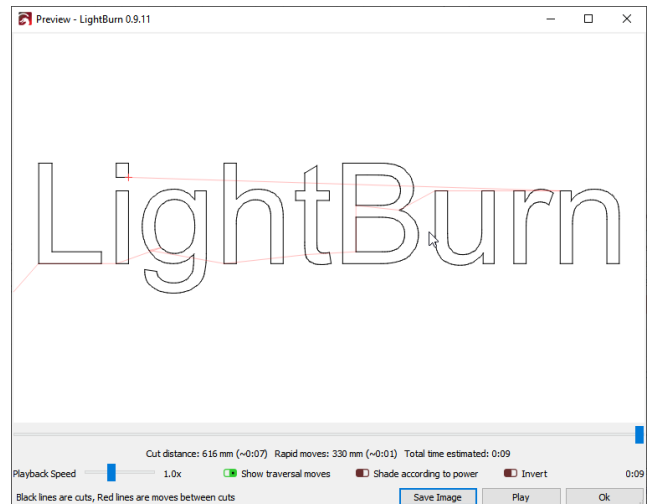 Preview - LightBurn 0.9.11
LightBurn
Cut distance: 616 mm (~0:07) Rapid moves: 330 mm (~0:01) Total time estimated: 0:09
Playback Speed 1.0x Show traversal moves Shade according to power Invert 0:09
Black lines are cuts, Red lines are moves between cuts Save Image Play Ok